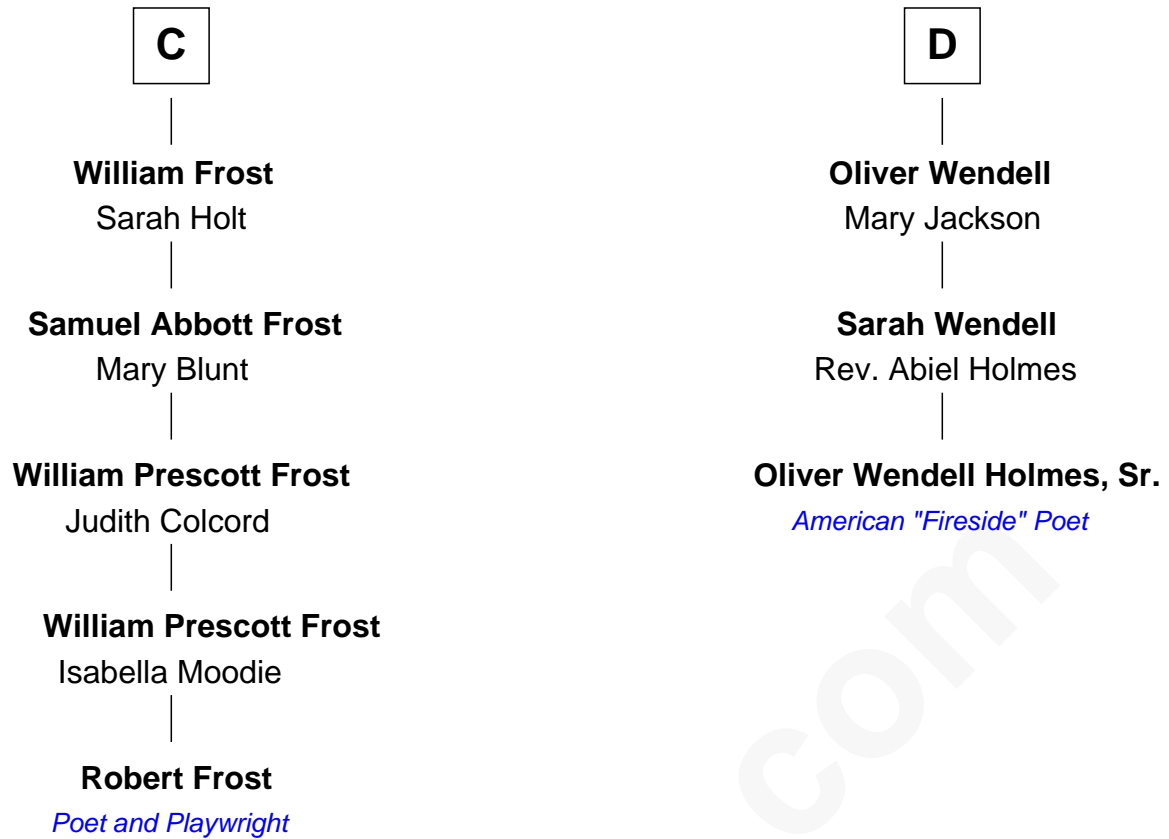 C
William Frost
Sarah Holt
Samuel Abbott Frost
Mary Blunt
William Prescott Frost
Judith Colcord
William Prescott Frost
Isabella Moodie
Robert Frost
Poet and Playwright
D
Oliver Wendell
Mary Jackson
Sarah Wendell
Rev. Abiel Holmes
Oliver Wendell Holmes, Sr.
American "Fireside" Poet
com